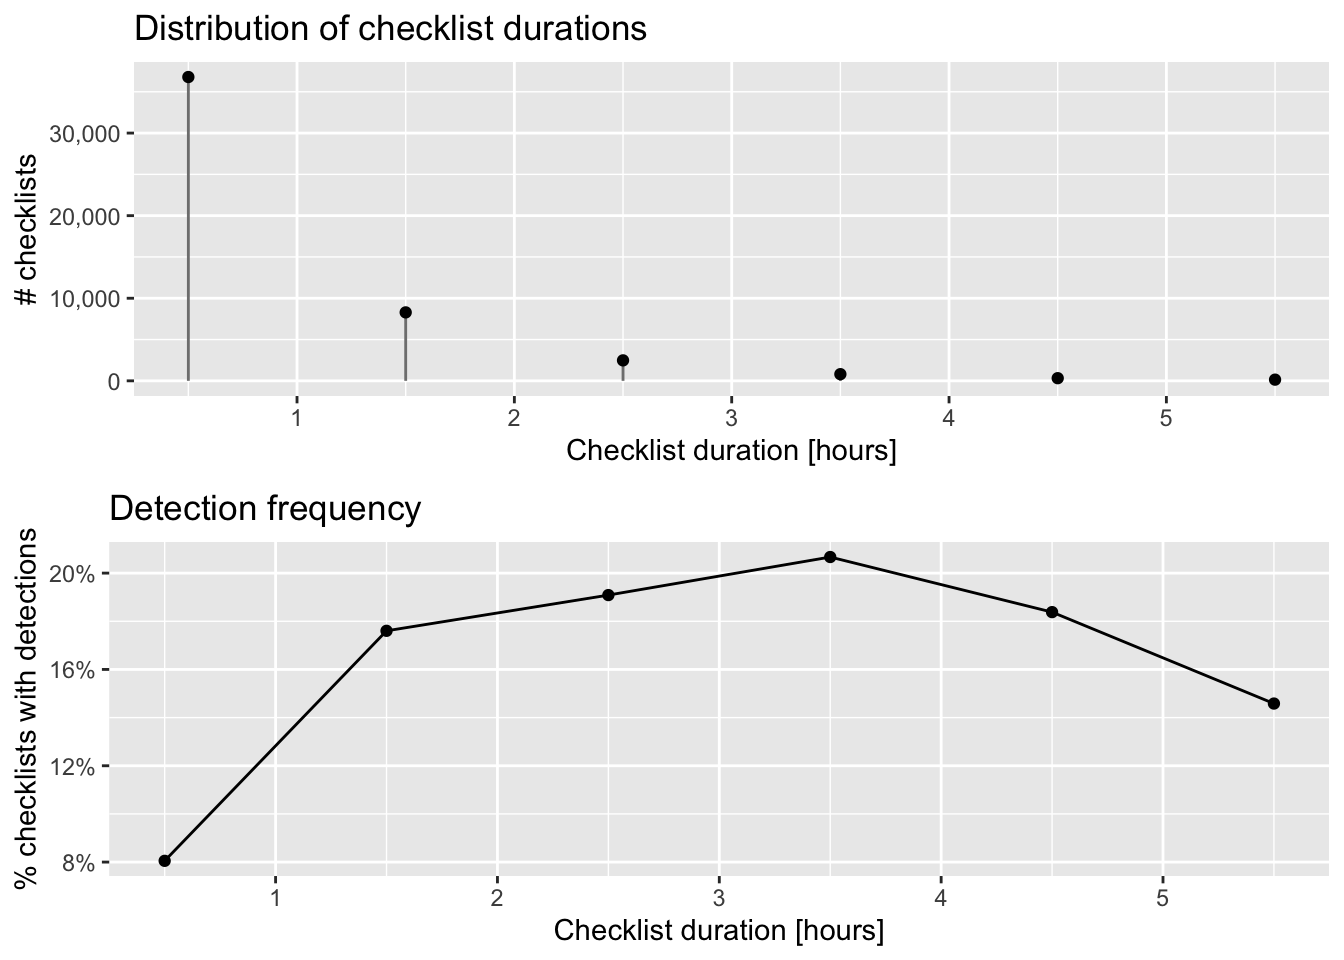 Distribution of checklist durations
# checklists
30,000
20,000
10,000
0
1 2 3 4 5
Checklist duration [hours]
Detection frequency
% checklists with detections
20%
16%
12%
8%
1 2 3 4 5
Checklist duration [hours]